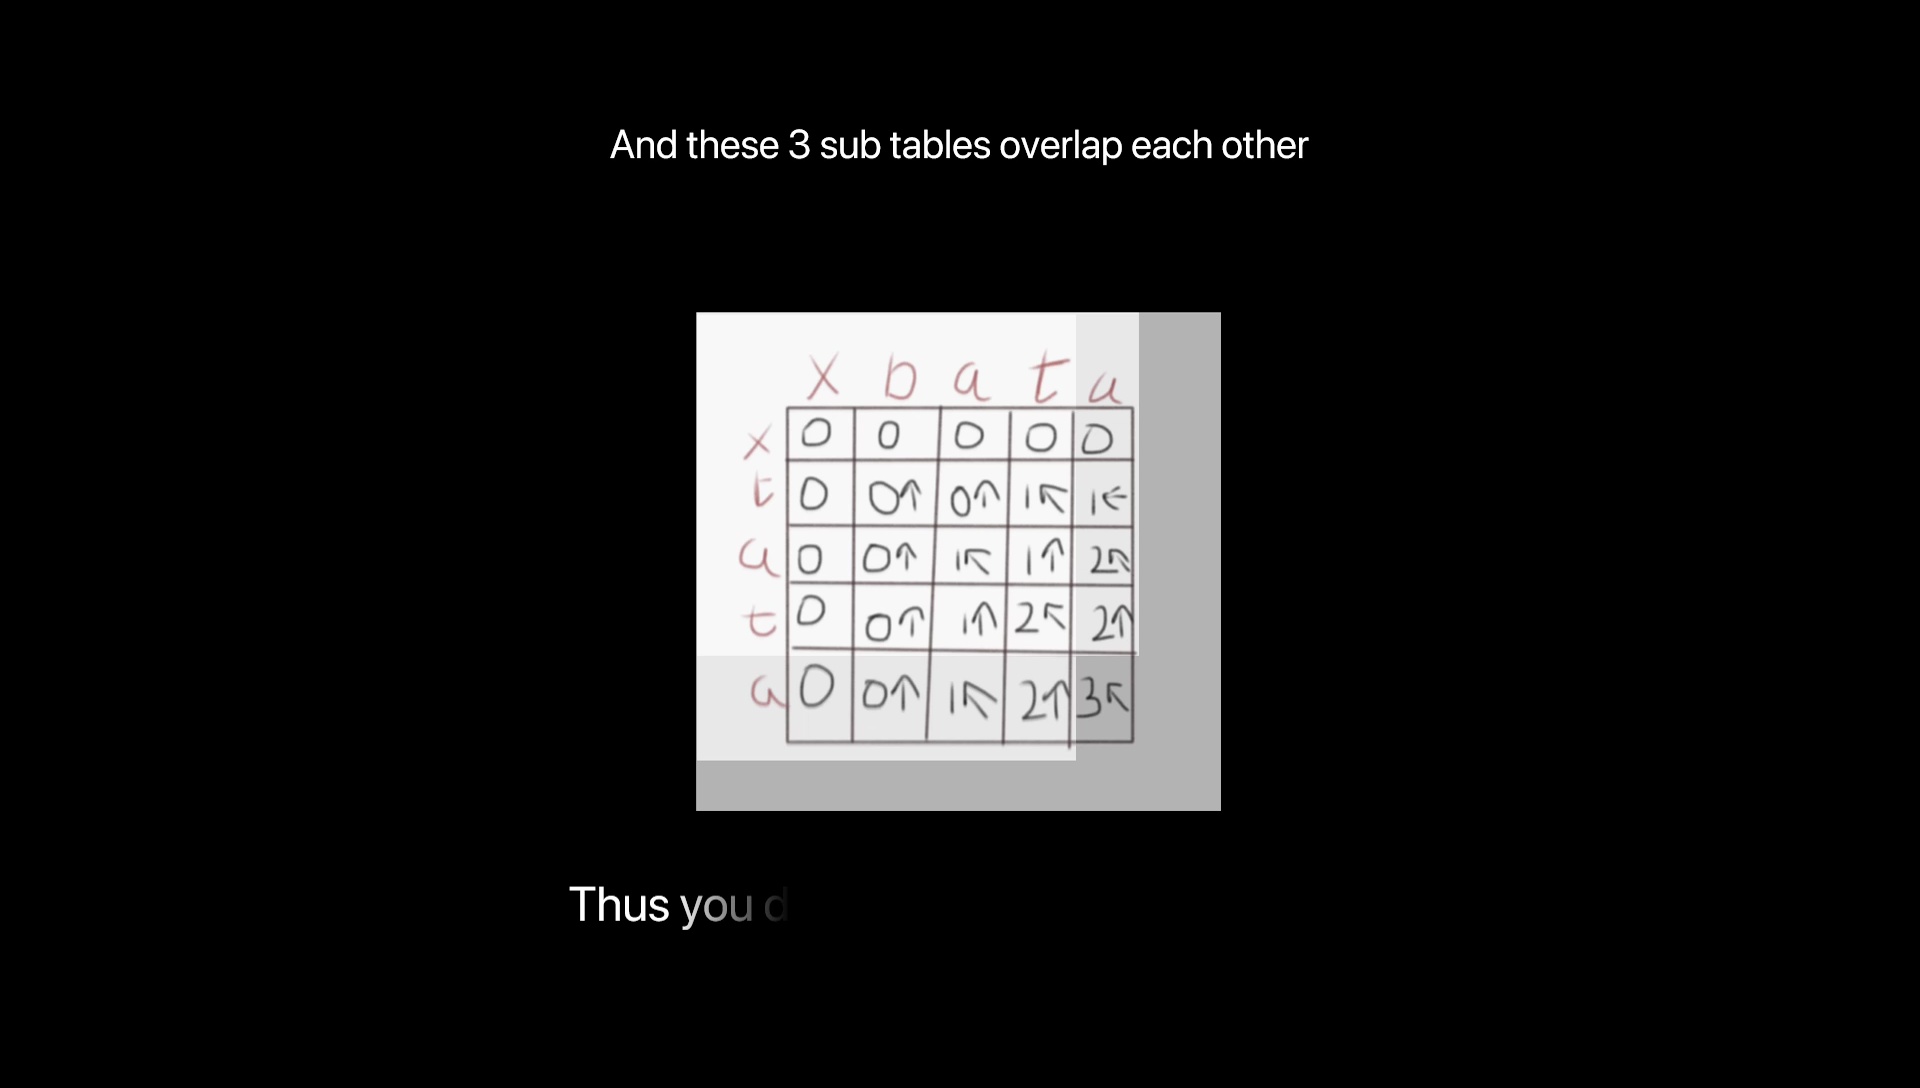 And these 3 sub tables overlap each other
x b a t a
x 0 0 0 0 0
t 0 0↑ 0↑ 1↖ 1←
a 0 0↑ 1↖ 1↑ 2↖
t 0 0↑ 1↑ 2↖ 2↑
a 0 0↑ 1↖ 2↑ 3↖
Thus you d